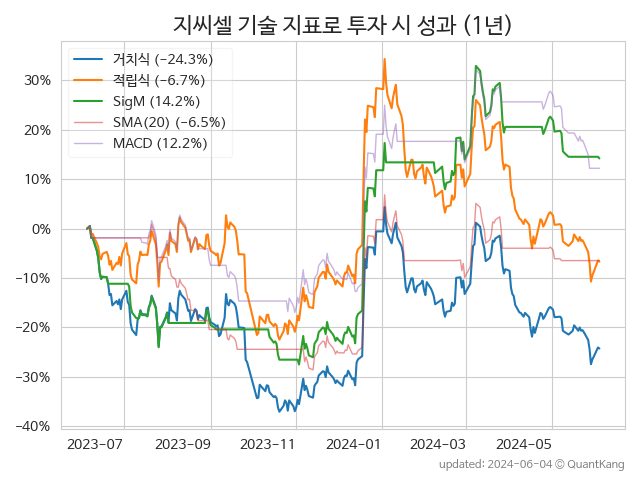 지씨셀 기술 지표로 투자 시 성과 (1년)
거치식 (−24.3%)
적립식 (−6.7%)
SigM (14.2%)
SMA(20) (−6.5%)
MACD (12.2%)
30%
20%
10%
0%
−10%
−20%
−30%
−40%
2023-07 2023-09 2023-11 2024-01 2024-03 2024-05
updated: 2024-06-04 © QuantKang